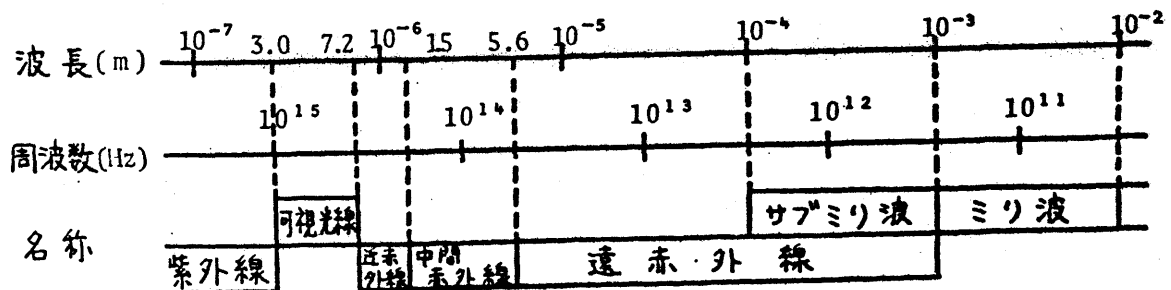 波長(m) 10⁻⁷ 3.0 7.2 10⁻⁶ 1.5 5.6 10⁻⁵ 10⁻⁴ 10⁻³ 10⁻²
周波数(Hz) 10¹⁵ 10¹⁴ 10¹³ 10¹² 10¹¹
名称
可視光線 サブミリ波 ミリ波
紫外線 近赤外線 中間赤外線 遠赤外線